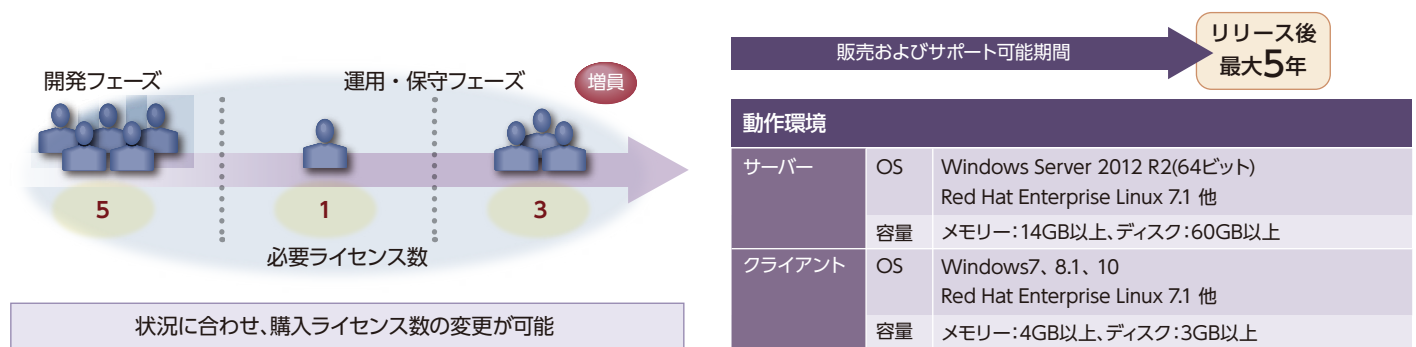 開発フェーズ
運用・保守フェーズ
増員
5
1
3
必要ライセンス数
状況に合わせ、購入ライセンス数の変更が可能
販売およびサポート可能期間
リリース後
最大5年
動作環境
サーバー OS Windows Server 2012 R2(64ビット)
Red Hat Enterprise Linux 7.1 他
容量 メモリー：14GB以上、ディスク：60GB以上
クライアント OS Windows7、8.1、10
Red Hat Enterprise Linux 7.1 他
容量 メモリー：4GB以上、ディスク：3GB以上